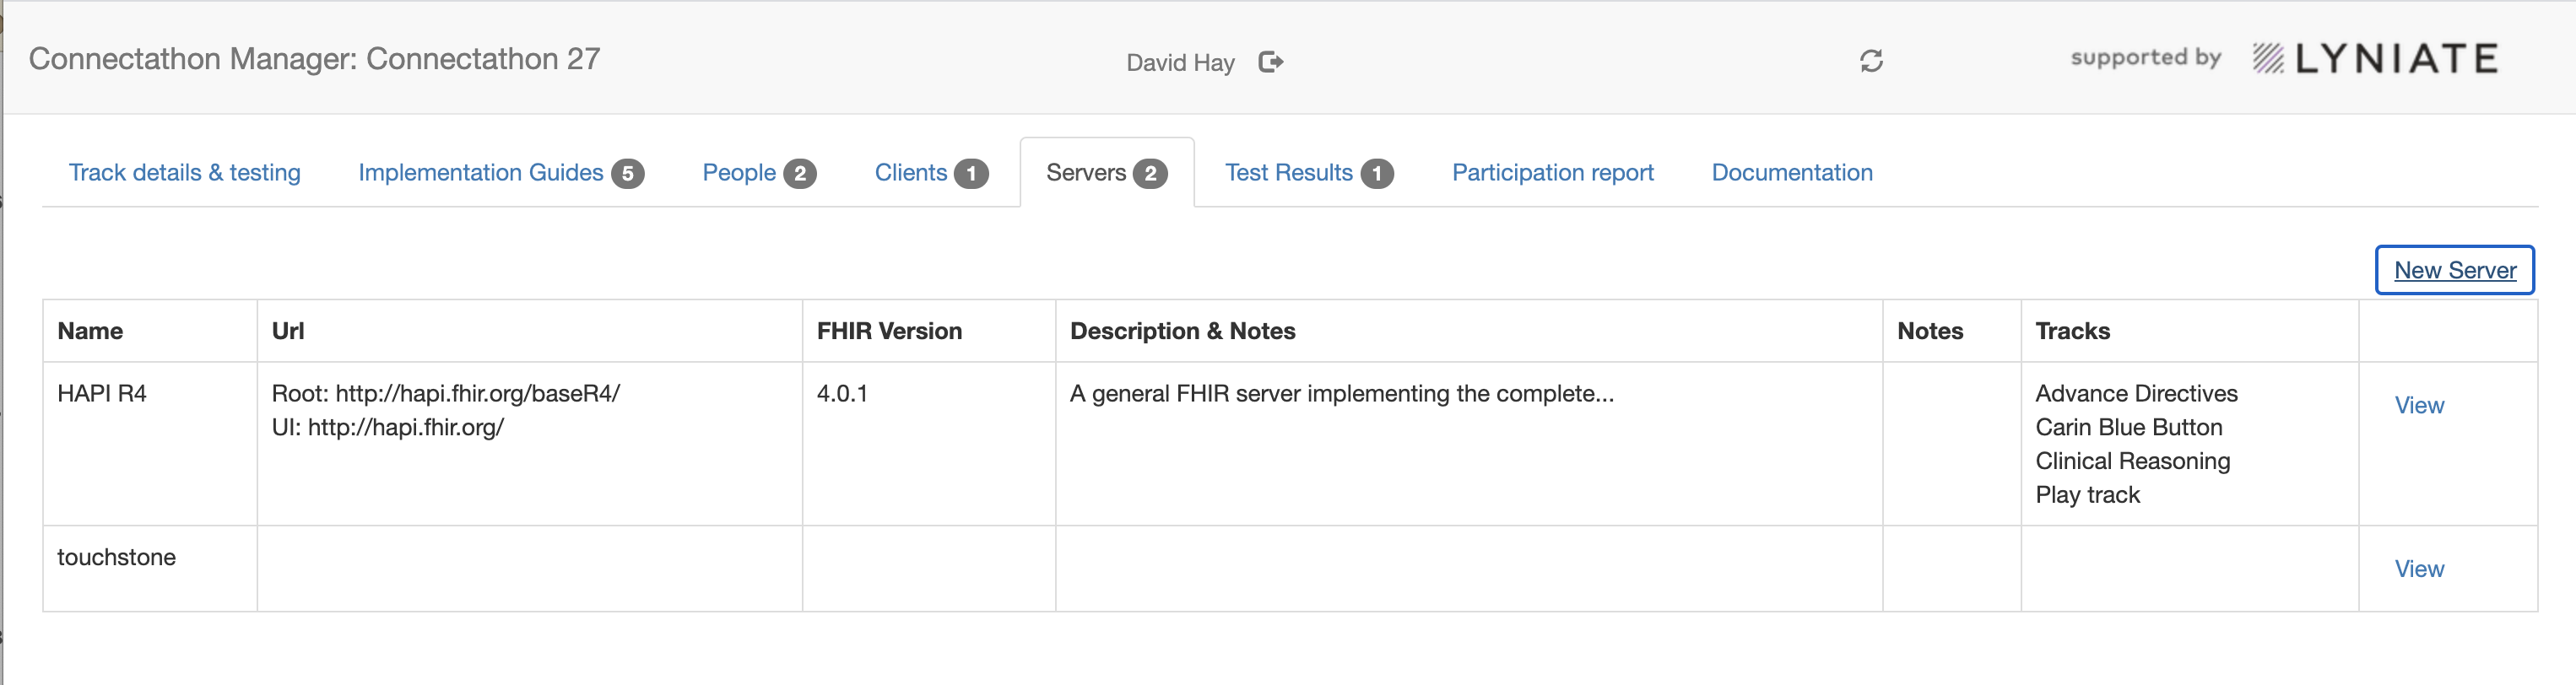 Connectathon Manager: Connectathon 27
David Hay
supported by LYNIATE
Track details & testing
Implementation Guides 5
People 2
Clients 1
Servers 2
Test Results 1
Participation report
Documentation
New Server
Name
Url
FHIR Version
Description & Notes
Notes
Tracks
HAPI R4
Root: http://hapi.fhir.org/baseR4/
UI: http://hapi.fhir.org/
4.0.1
A general FHIR server implementing the complete...
Advance Directives
Carin Blue Button
Clinical Reasoning
Play track
View
touchstone
View